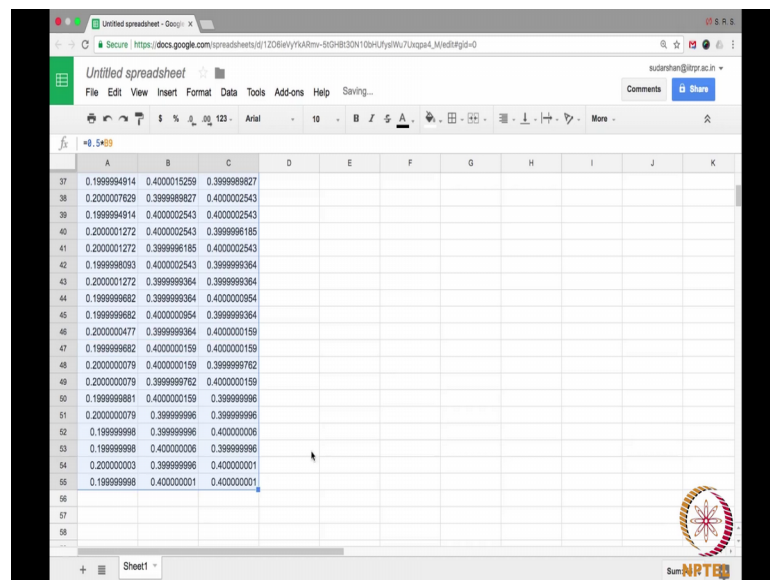 Untitled spreadsheet - Googl X
S. R. S.
Secure | https://docs.google.com/spreadsheets/d/1ZO6ieVyYkARmv-5tGHBt30N10bHUfyslWu7Uxqpa4_M/edit#gid=0
Untitled spreadsheet
sudarshan@iitrpr.ac.in
File Edit View Insert Format Data Tools Add-ons Help Saving...
Comments Share
$ % .0 .00 123 Arial 10 B I S A More
fx =0.5*B9
A B C D E F G H I J K
37 0.1999994914 0.4000015259 0.3999989827
38 0.2000007629 0.3999989827 0.4000002543
39 0.1999994914 0.4000002543 0.4000002543
40 0.2000001272 0.4000002543 0.3999996185
41 0.2000001272 0.3999996185 0.4000002543
42 0.1999998093 0.4000002543 0.3999999364
43 0.2000001272 0.3999999364 0.3999999364
44 0.1999999682 0.3999999364 0.4000000954
45 0.1999999682 0.4000000954 0.3999999364
46 0.2000000477 0.3999999364 0.4000000159
47 0.1999999682 0.4000000159 0.4000000159
48 0.2000000079 0.4000000159 0.3999999762
49 0.2000000079 0.3999999762 0.4000000159
50 0.1999999881 0.4000000159 0.399999996
51 0.2000000079 0.399999996 0.399999996
52 0.199999998 0.399999996 0.400000006
53 0.199999998 0.400000006 0.399999996
54 0.200000003 0.399999996 0.400000001
55 0.199999998 0.400000001 0.400000001
56
57
58
+ Sheet1
Sum: NPTEL